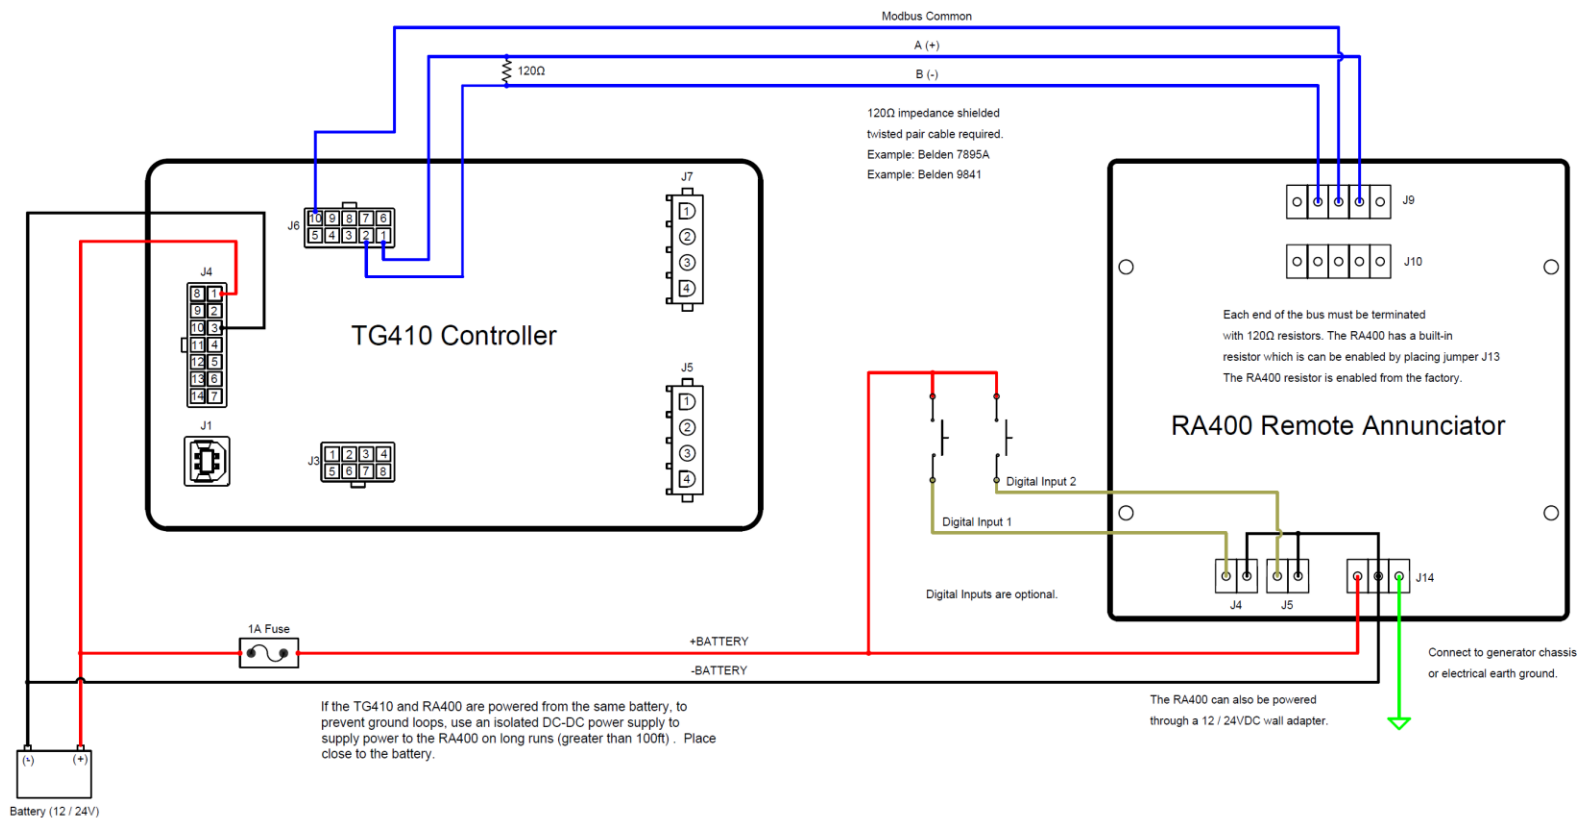 Modbus Common
A (+)
120Ω
B (-)
120Ω impedance shielded
twisted pair cable required.
Example: Belden 7895A
Example: Belden 9841
J7
1
2
3
4
J6
10 9 8 7 6
5 4 3 2 1
J4
8 1
9 2
10 3
11 4
12 5
13 6
14 7
TG410 Controller
J5
1
2
3
4
J1
J3
1 2 3 4
5 6 7 8
J9
J10
Each end of the bus must be terminated
with 120Ω resistors. The RA400 has a built-in
resistor which is can be enabled by placing jumper J13
The RA400 resistor is enabled from the factory.
RA400 Remote Annunciator
Digital Input 2
Digital Input 1
Digital Inputs are optional.
J4
J5
J14
1A Fuse
+BATTERY
-BATTERY
Connect to generator chassis
or electrical earth ground.
The RA400 can also be powered
through a 12 / 24VDC wall adapter.
If the TG410 and RA400 are powered from the same battery, to
prevent ground loops, use an isolated DC-DC power supply to
supply power to the RA400 on long runs (greater than 100ft) . Place
close to the battery.
(-) (+)
Battery (12 / 24V)